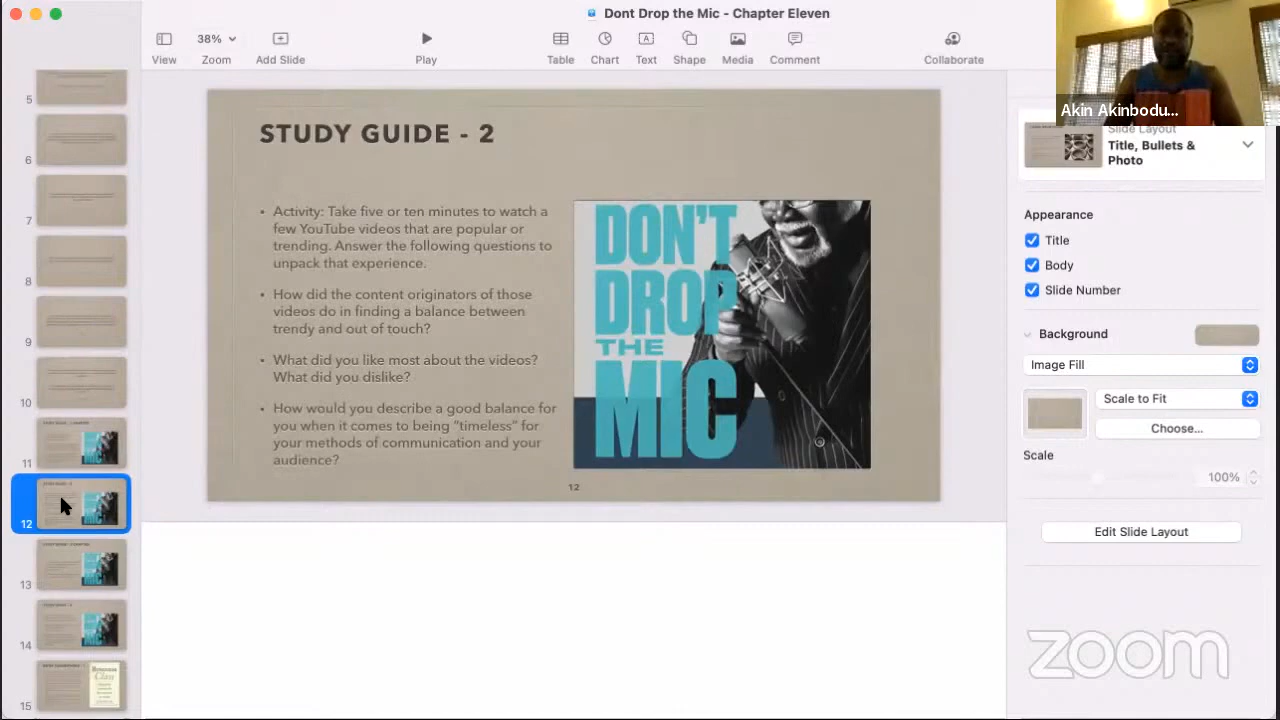 Dont Drop the Mic - Chapter Eleven
38%
View
Zoom
Add Slide
Play
Table
Chart
Text
Shape
Media
Comment
Collaborate
Akin Akinbodu...
5
6
7
8
9
10
11
12
13
14
15
STUDY GUIDE - 2
• Activity: Take five or ten minutes to watch a
few YouTube videos that are popular or
trending. Answer the following questions to
unpack that experience.
• How did the content originators of those
videos do in finding a balance between
trendy and out of touch?
• What did you like most about the videos?
What did you dislike?
• How would you describe a good balance for
you when it comes to being “timeless” for
your methods of communication and your
audience?
DON'T
DROP
THE
MIC
12
Slide Layout
Title, Bullets &
Photo
Appearance
Title
Body
Slide Number
Background
Image Fill
Scale to Fit
Choose...
Scale
100%
Edit Slide Layout
zoom